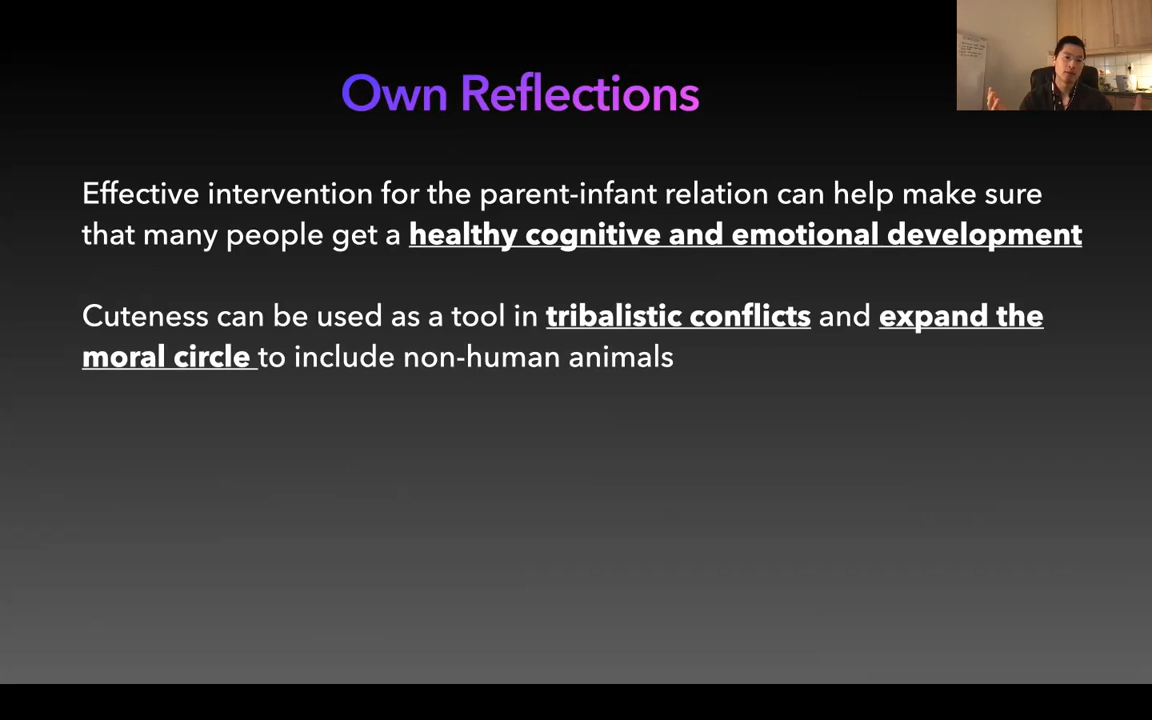 Own Reflections
Effective intervention for the parent-infant relation can help make sure
that many people get a healthy cognitive and emotional development
Cuteness can be used as a tool in tribalistic conflicts and expand the
moral circle to include non-human animals